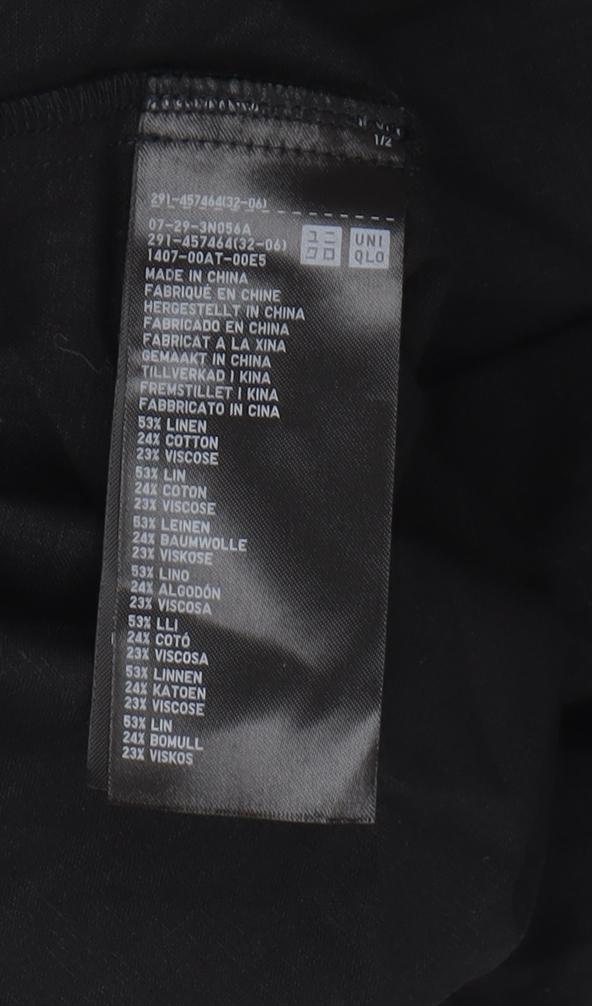 1/2
291-457464(32-06)
07-29-3N056A
291-457464(32-06)
1407-00AT-00E5
ユニ
クロ
UNI
QLO
MADE IN CHINA
FABRIQUÉ EN CHINE
HERGESTELLT IN CHINA
FABRICADO EN CHINA
FABRICAT A LA XINA
GEMAAKT IN CHINA
TILLVERKAD I KINA
FREMSTILLET I KINA
FABBRICATO IN CINA
53% LINEN
24% COTTON
23% VISCOSE
53% LIN
24% COTON
23% VISCOSE
53% LEINEN
24% BAUMWOLLE
23% VISKOSE
53% LINO
24% ALGODÓN
23% VISCOSA
53% LLI
24% COTÓ
23% VISCOSA
53% LINNEN
24% KATOEN
23% VISCOSE
53% LIN
24% BOMULL
23% VISKOS